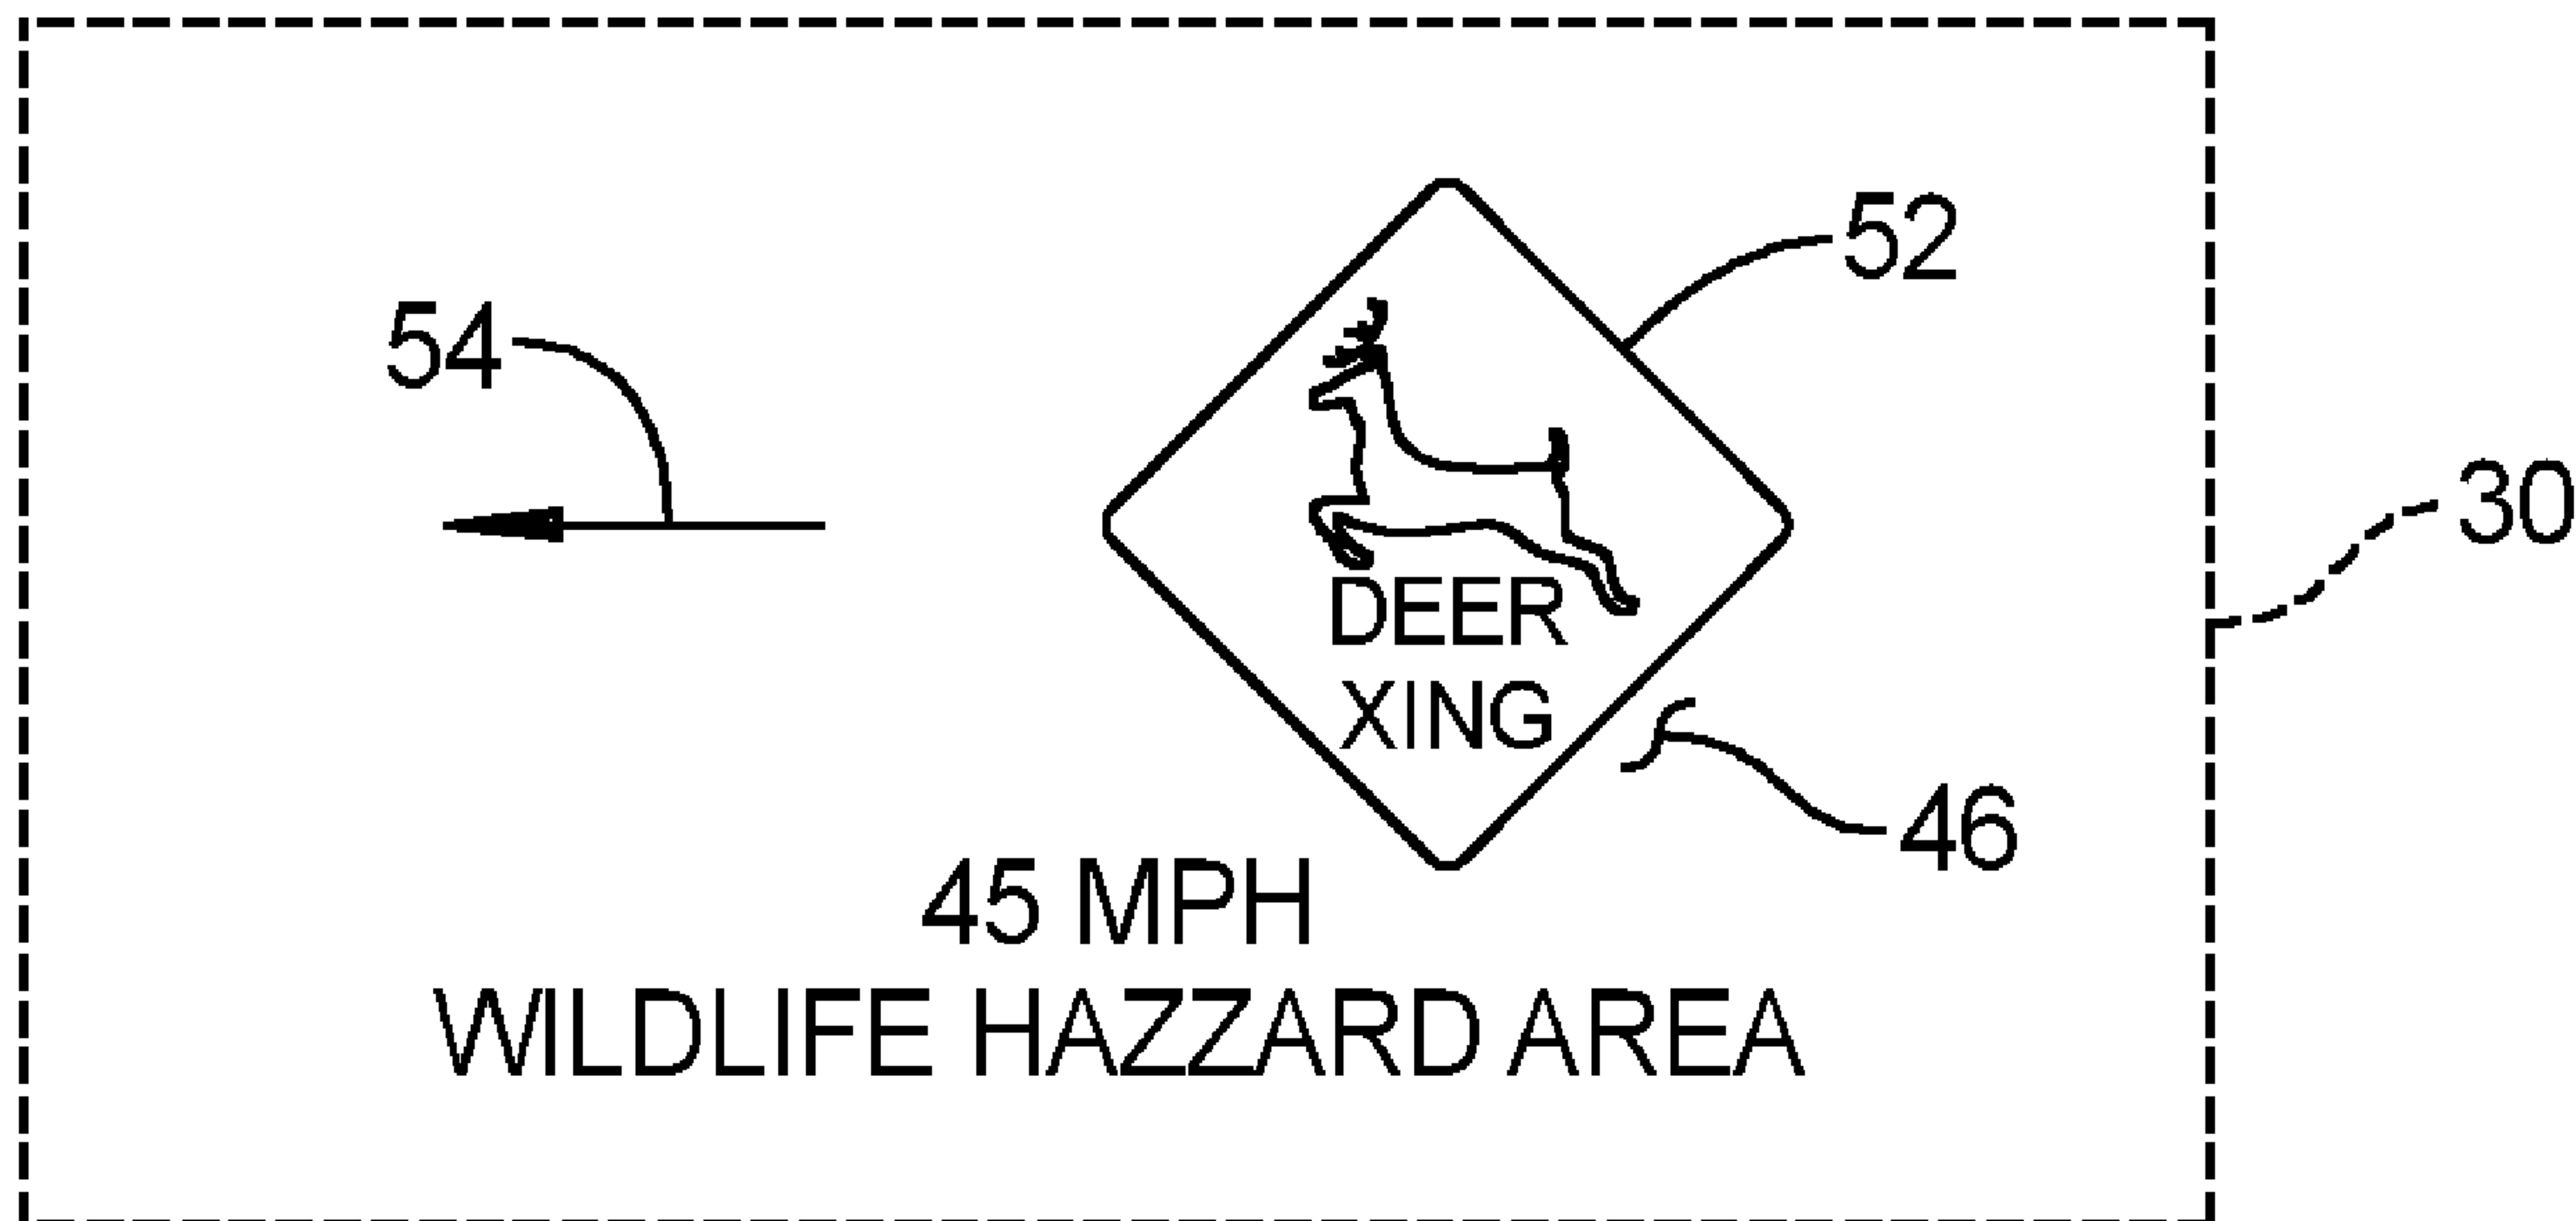 52
54
30
DEER
XING
46
45 MPH
WILDLIFE HAZZARD AREA